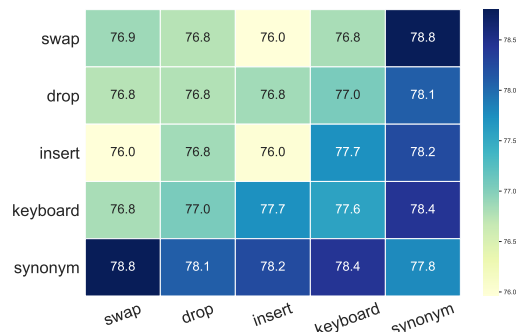 swap 76.9 76.8 76.0 76.8 78.8
drop 76.8 76.8 76.8 77.0 78.1
insert 76.0 76.8 76.0 77.7 78.2
keyboard 76.8 77.0 77.7 77.6 78.4
synonym 78.8 78.1 78.2 78.4 77.8
swap drop insert keyboard synonym
78.5
78.0
77.5
77.0
76.5
76.0